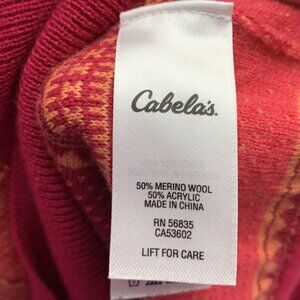 Cabela's
50% MERINO WOOL
50% ACRYLIC
MADE IN CHINA
RN 56835
CA53602
LIFT FOR CARE